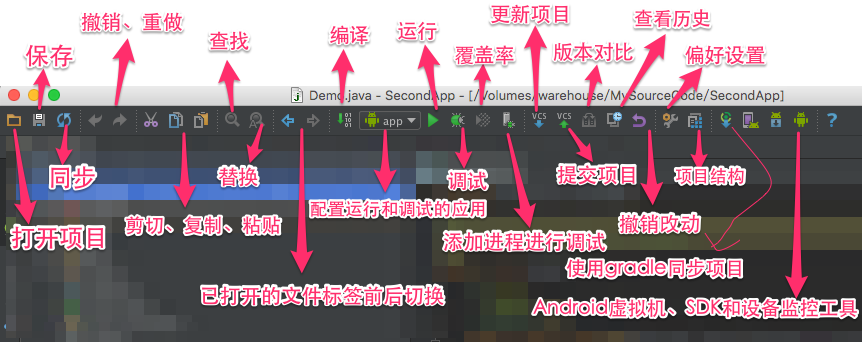 更新项目
查看历史
撤销、重做
编译
运行
查找
保存
覆盖率
版本对比
偏好设置
Demo.java - SecondApp - [/Volumes/warehouse/MySourceCode/SecondApp]
app
VCS
VCS
?
同步
替换
调试
提交项目
项目结构
配置运行和调试的应用
打开项目
剪切、复制、粘贴
撤销改动
添加进程进行调试
使用gradle同步项目
已打开的文件标签前后切换
Android虚拟机、SDK和设备监控工具